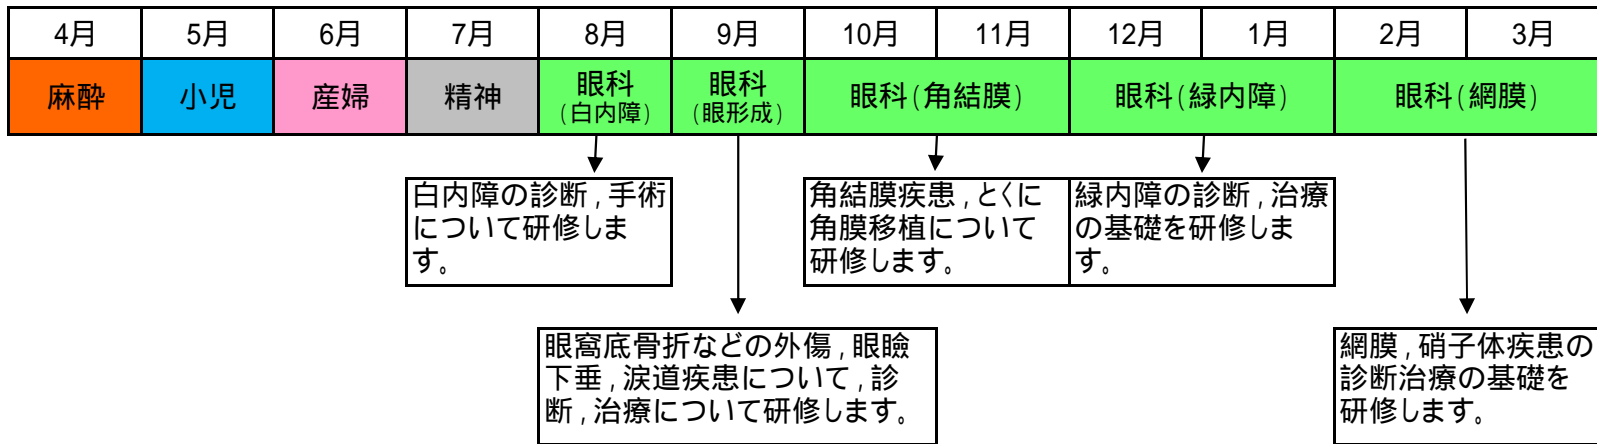 4月 5月 6月 7月 8月 9月 10月 11月 12月 1月 2月 3月
麻酔 小児 産婦 精神 眼科 眼科 眼科(角結膜) 眼科(緑内障) 眼科(網膜)
(白内障) (眼形成)
白内障の診断,手術
について研修しま
す。
角結膜疾患,とくに
角膜移植について
研修します。
緑内障の診断,治療
の基礎を研修しま
す。
眼窩底骨折などの外傷,眼瞼
下垂,涙道疾患について,診
断,治療について研修します。
網膜,硝子体疾患の
診断治療の基礎を
研修します。